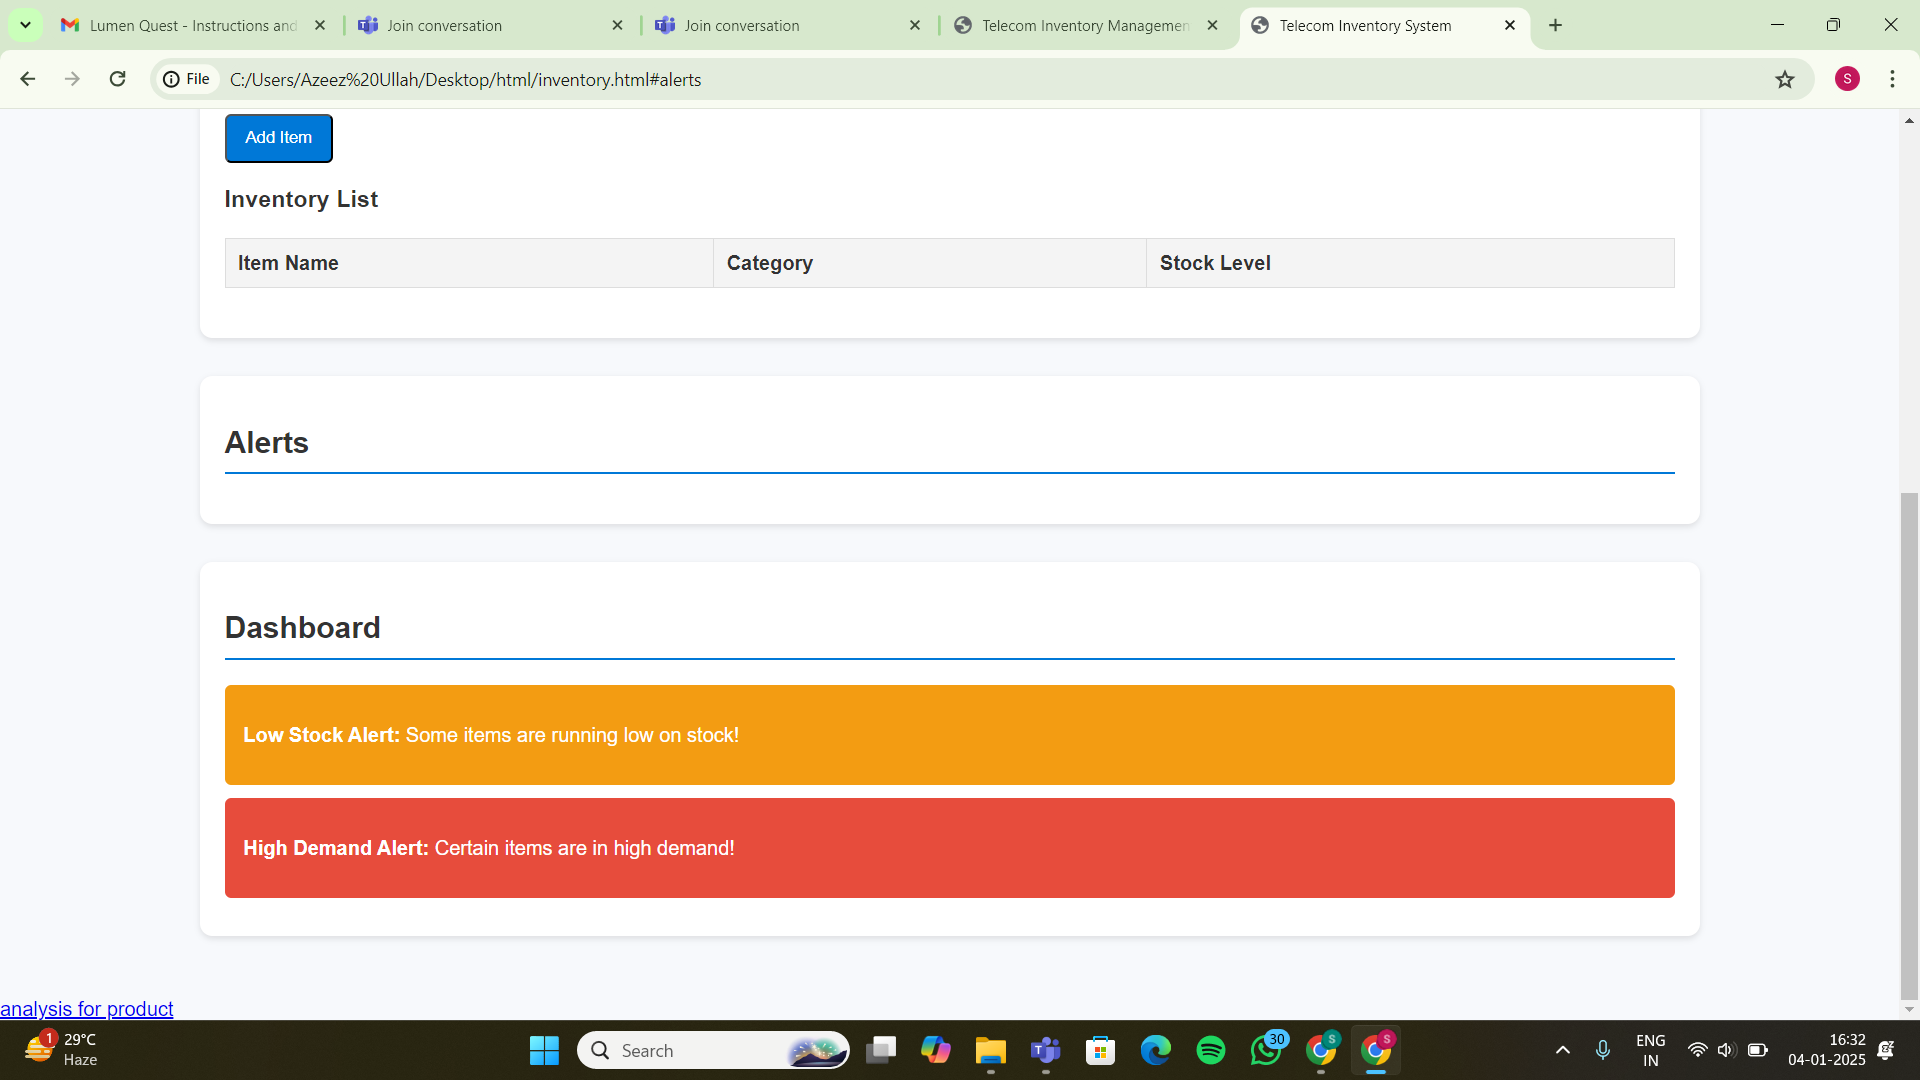 Lumen Quest - Instructions and
Join conversation
Join conversation
Telecom Inventory Managemen
Telecom Inventory System
File
C:/Users/Azeez%20Ullah/Desktop/html/inventory.html#alerts
S
Add Item
Inventory List
Item Name
Category
Stock Level
Alerts
Dashboard
Low Stock Alert: Some items are running low on stock!
High Demand Alert: Certain items are in high demand!
analysis for product
1
29°C
Haze
Search
30
S
S
ENG
IN
16:32
04-01-2025